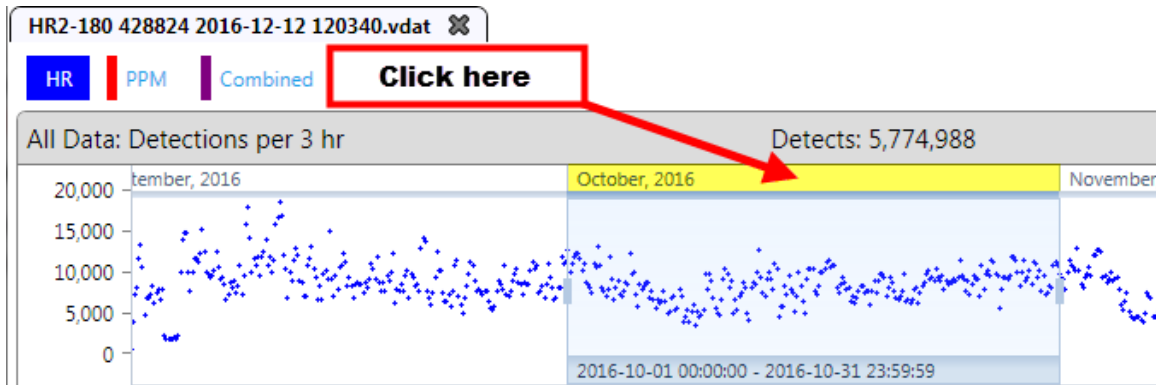 HR2-180 428824 2016-12-12 120340.vdat
HR PPM Combined Click here
All Data: Detections per 3 hr Detects: 5,774,988
tember, 2016 October, 2016 November
20,000
15,000
10,000
5,000
0
2016-10-01 00:00:00 - 2016-10-31 23:59:59